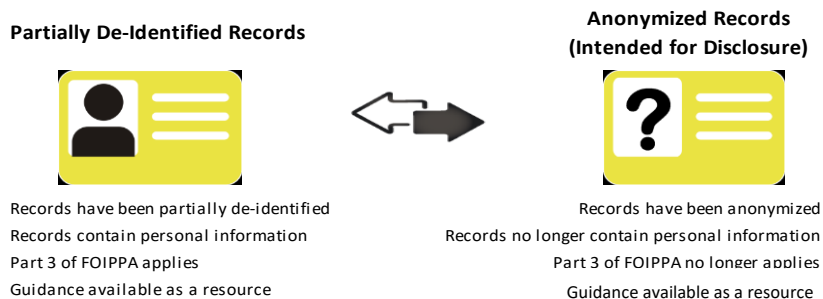 Partially De-Identified Records
Records have been partially de-identified
Records contain personal information
Part 3 of FOIPPA applies
Guidance available as a resource
Anonymized Records
(Intended for Disclosure)
?
Records have been anonymized
Records no longer contain personal information
Part 3 of FOIPPA no longer applies
Guidance available as a resource